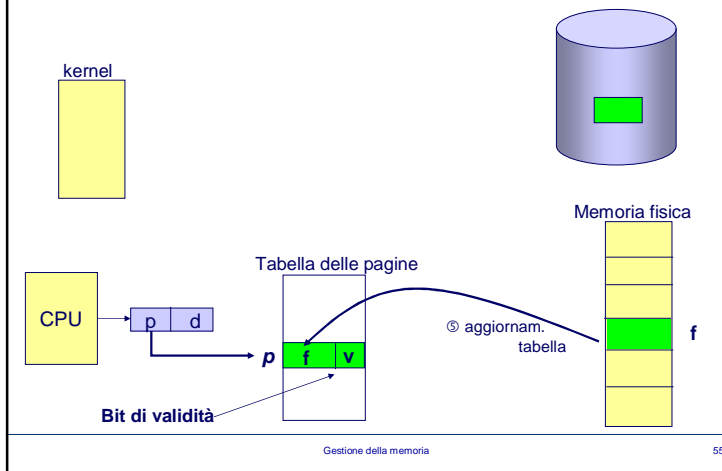 kernel
Memoria fisica
Tabella delle pagine
CPU
p d
p
f v
⑤ aggiornam.
tabella
f
Bit di validità
Gestione della memoria
55